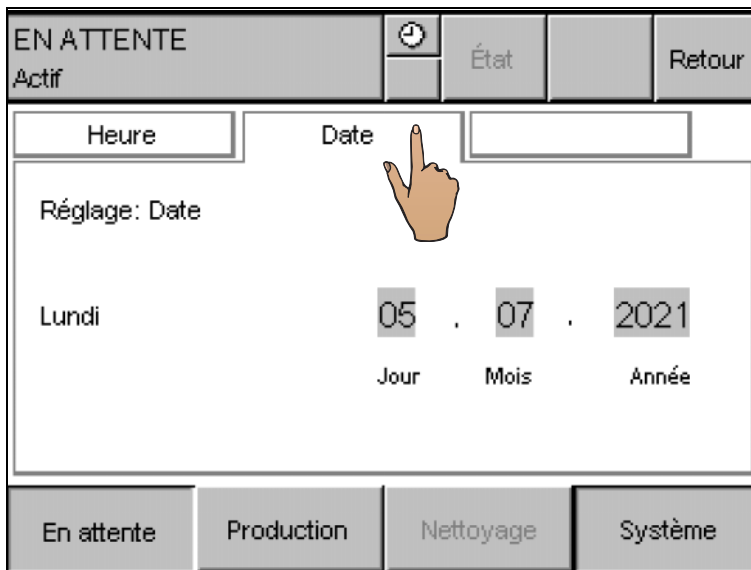 EN ATTENTE
Actif
État
Retour
Heure
Date
Réglage: Date
Lundi
05 . 07 . 2021
Jour Mois Année
En attente
Production
Nettoyage
Système